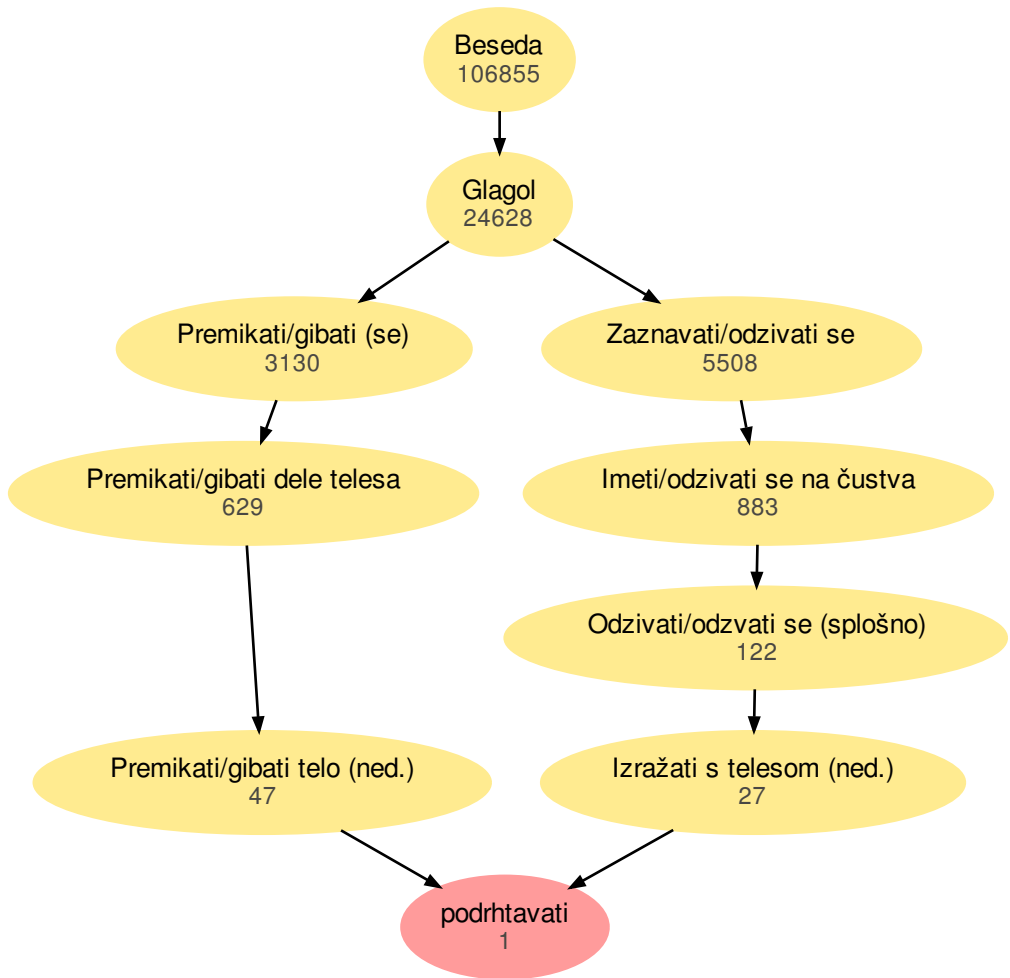 Beseda
106855
Glagol
24628
Premikati/gibati (se)
3130
Zaznavati/odzivati se
5508
Premikati/gibati dele telesa
629
Imeti/odzivati se na čustva
883
Odzivati/odzvati se (splošno)
122
Premikati/gibati telo (ned.)
47
Izražati s telesom (ned.)
27
podrhtavati
1